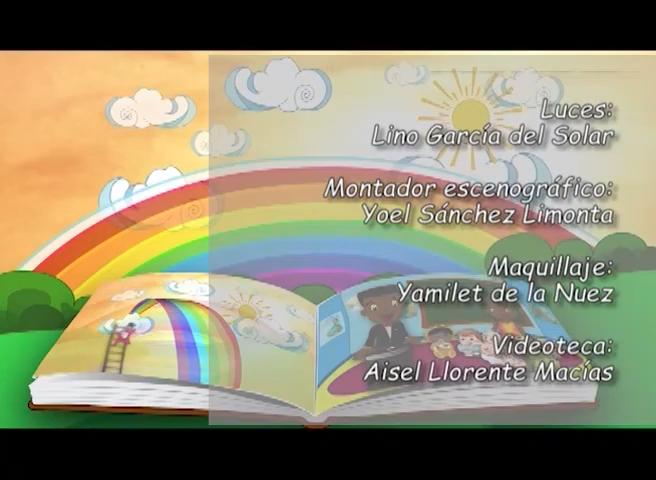 Luces:
Lino García del Solar
Montador escenográfico:
Yoel Sánchez Limonta
Maquillaje:
Yamilet de la Nuez
Videoteca:
Aisel Llorente Macías